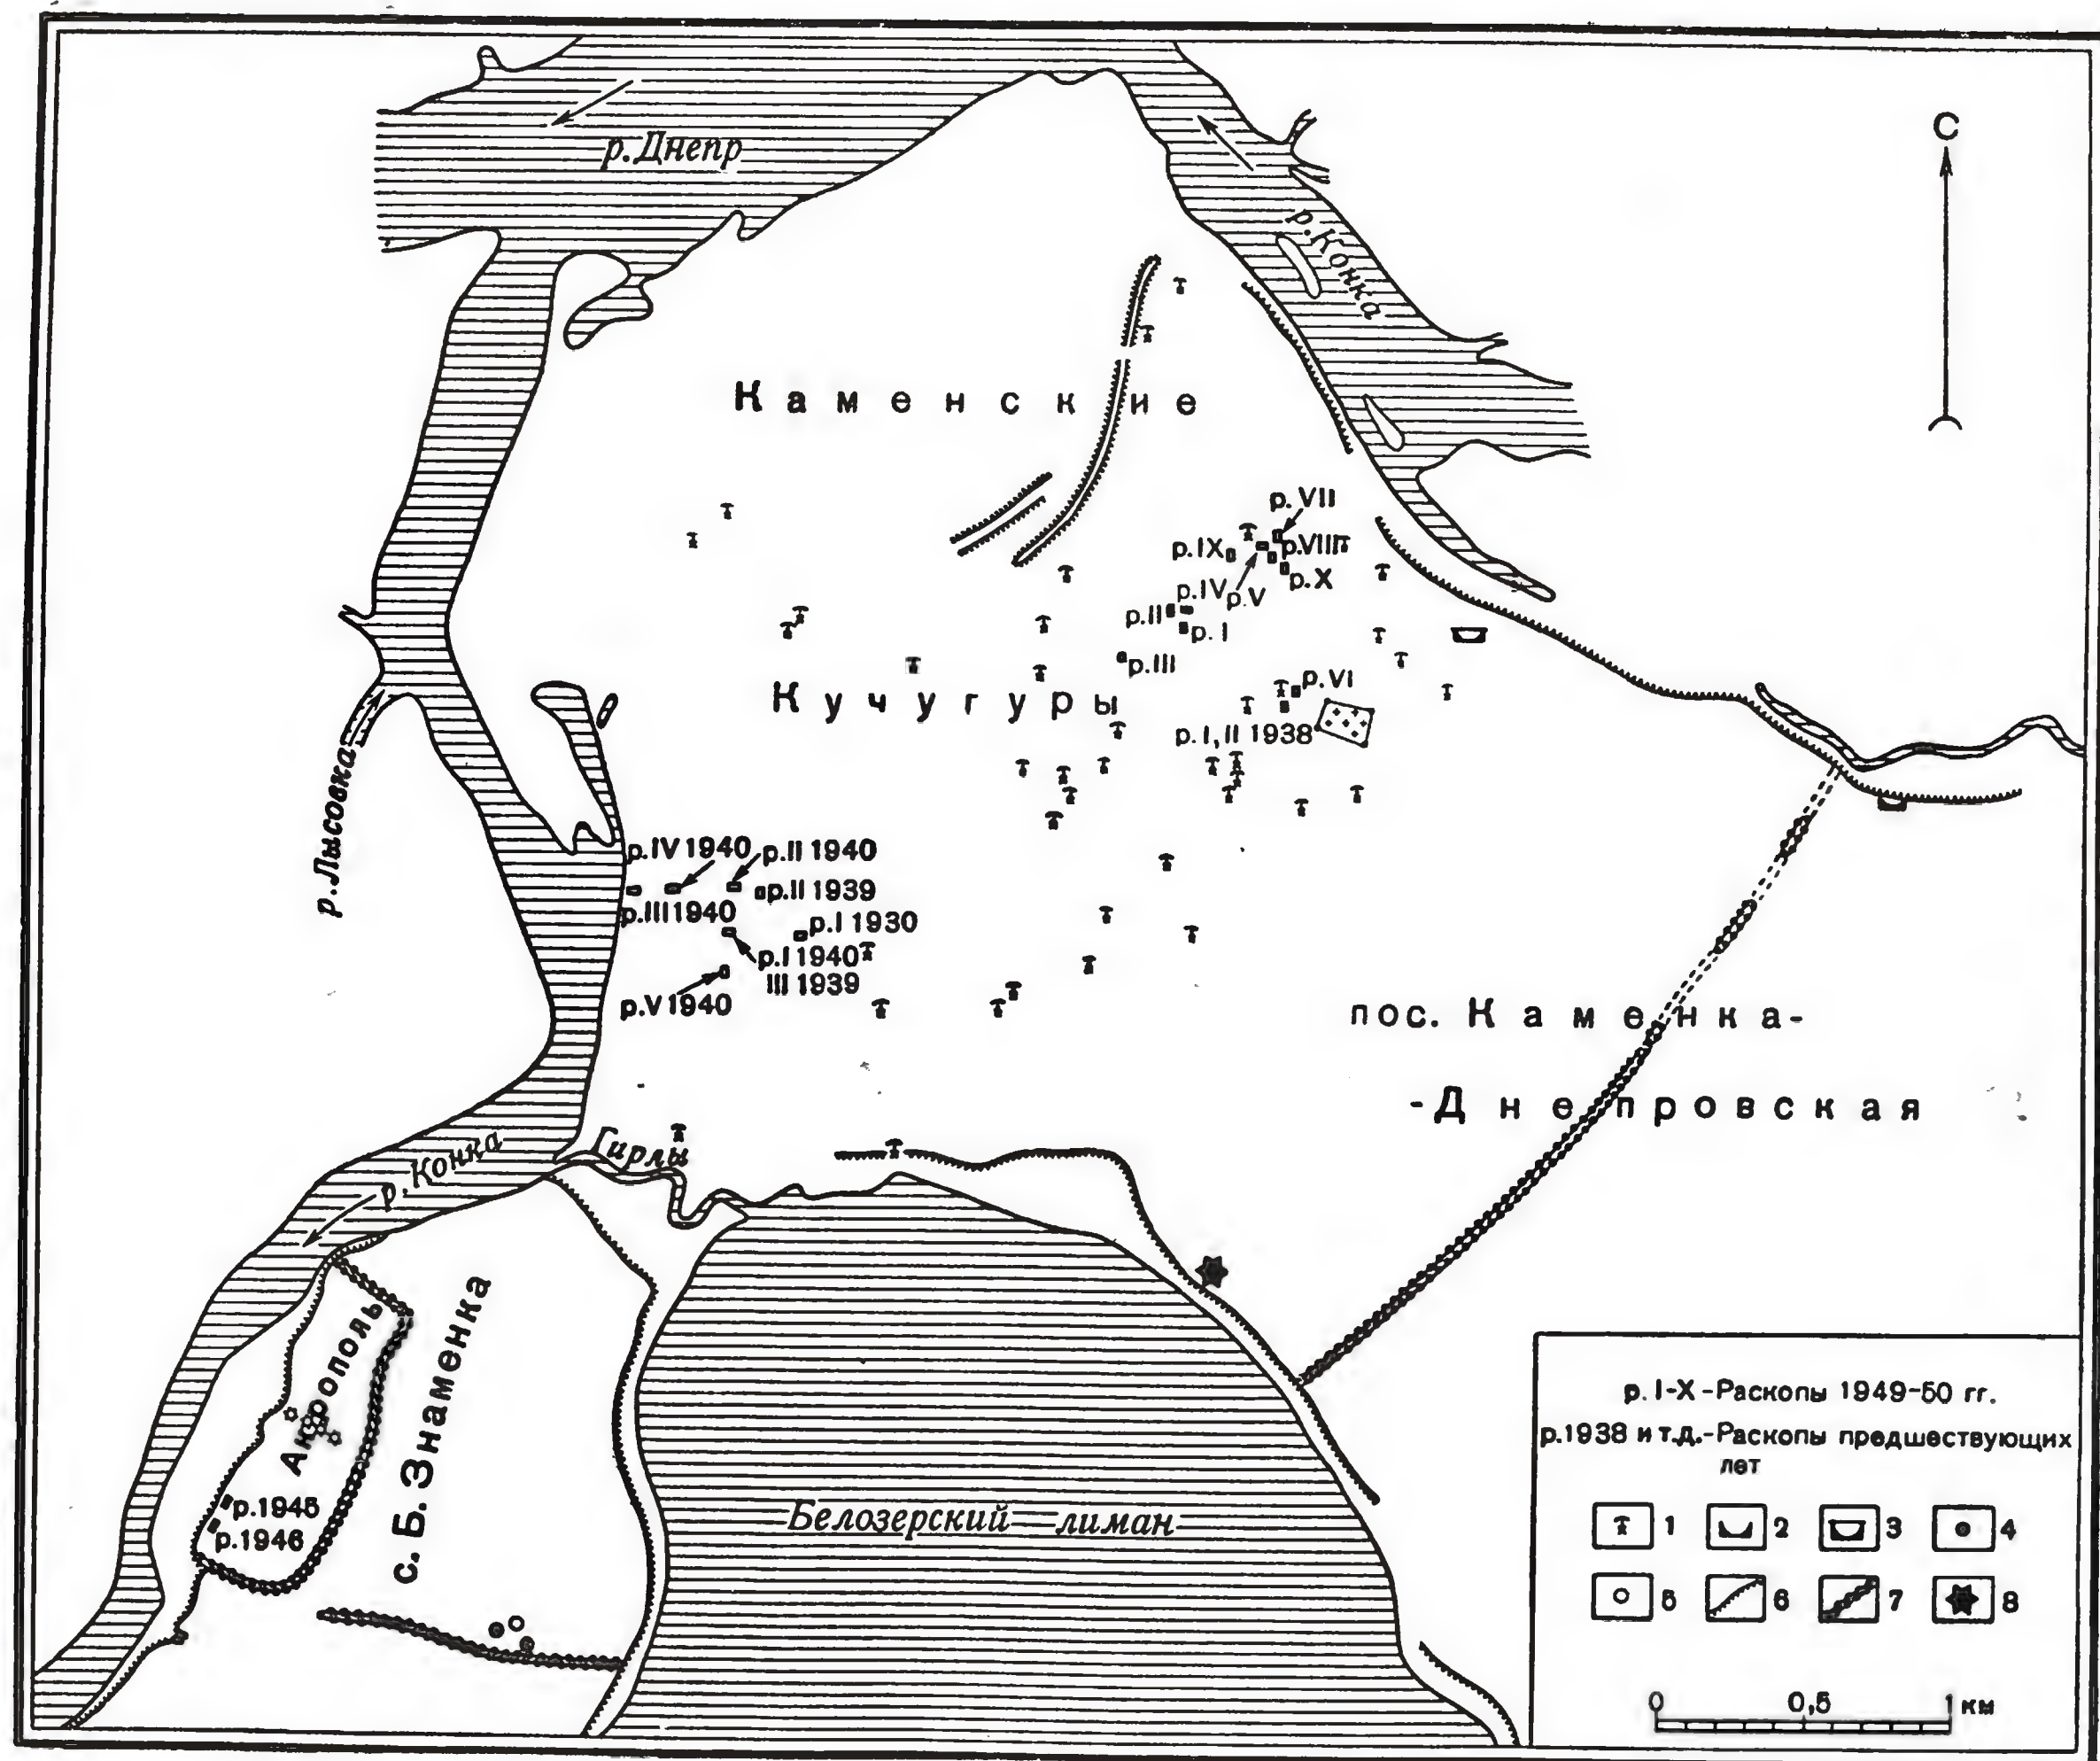 С
р. Днепр
р. Конка
Каменские
р. VII
р. IX
р. VIII
р. X
р. IV
р. V
р. II
р. I
р. III
р. VI
Кучугуры
р. I, II 1938
р. Лысовка
р. IV 1940
р. II 1940
р. II 1939
р. III 1940
р. I 1930
р. I 1940
III 1939
р. V 1940
пос. Каменка-
-Днепровская
Гирлы
р. Конка
Акрополь
с. Б. Знаменка
р. 1945
р. 1946
Белозерский лиман
р. I-X - Раскопы 1949-50 гг.
р. 1938 и т.д. - Раскопы предшествующих
лет
1 2 3 4
5 6 7 8
0 0,5 1 км